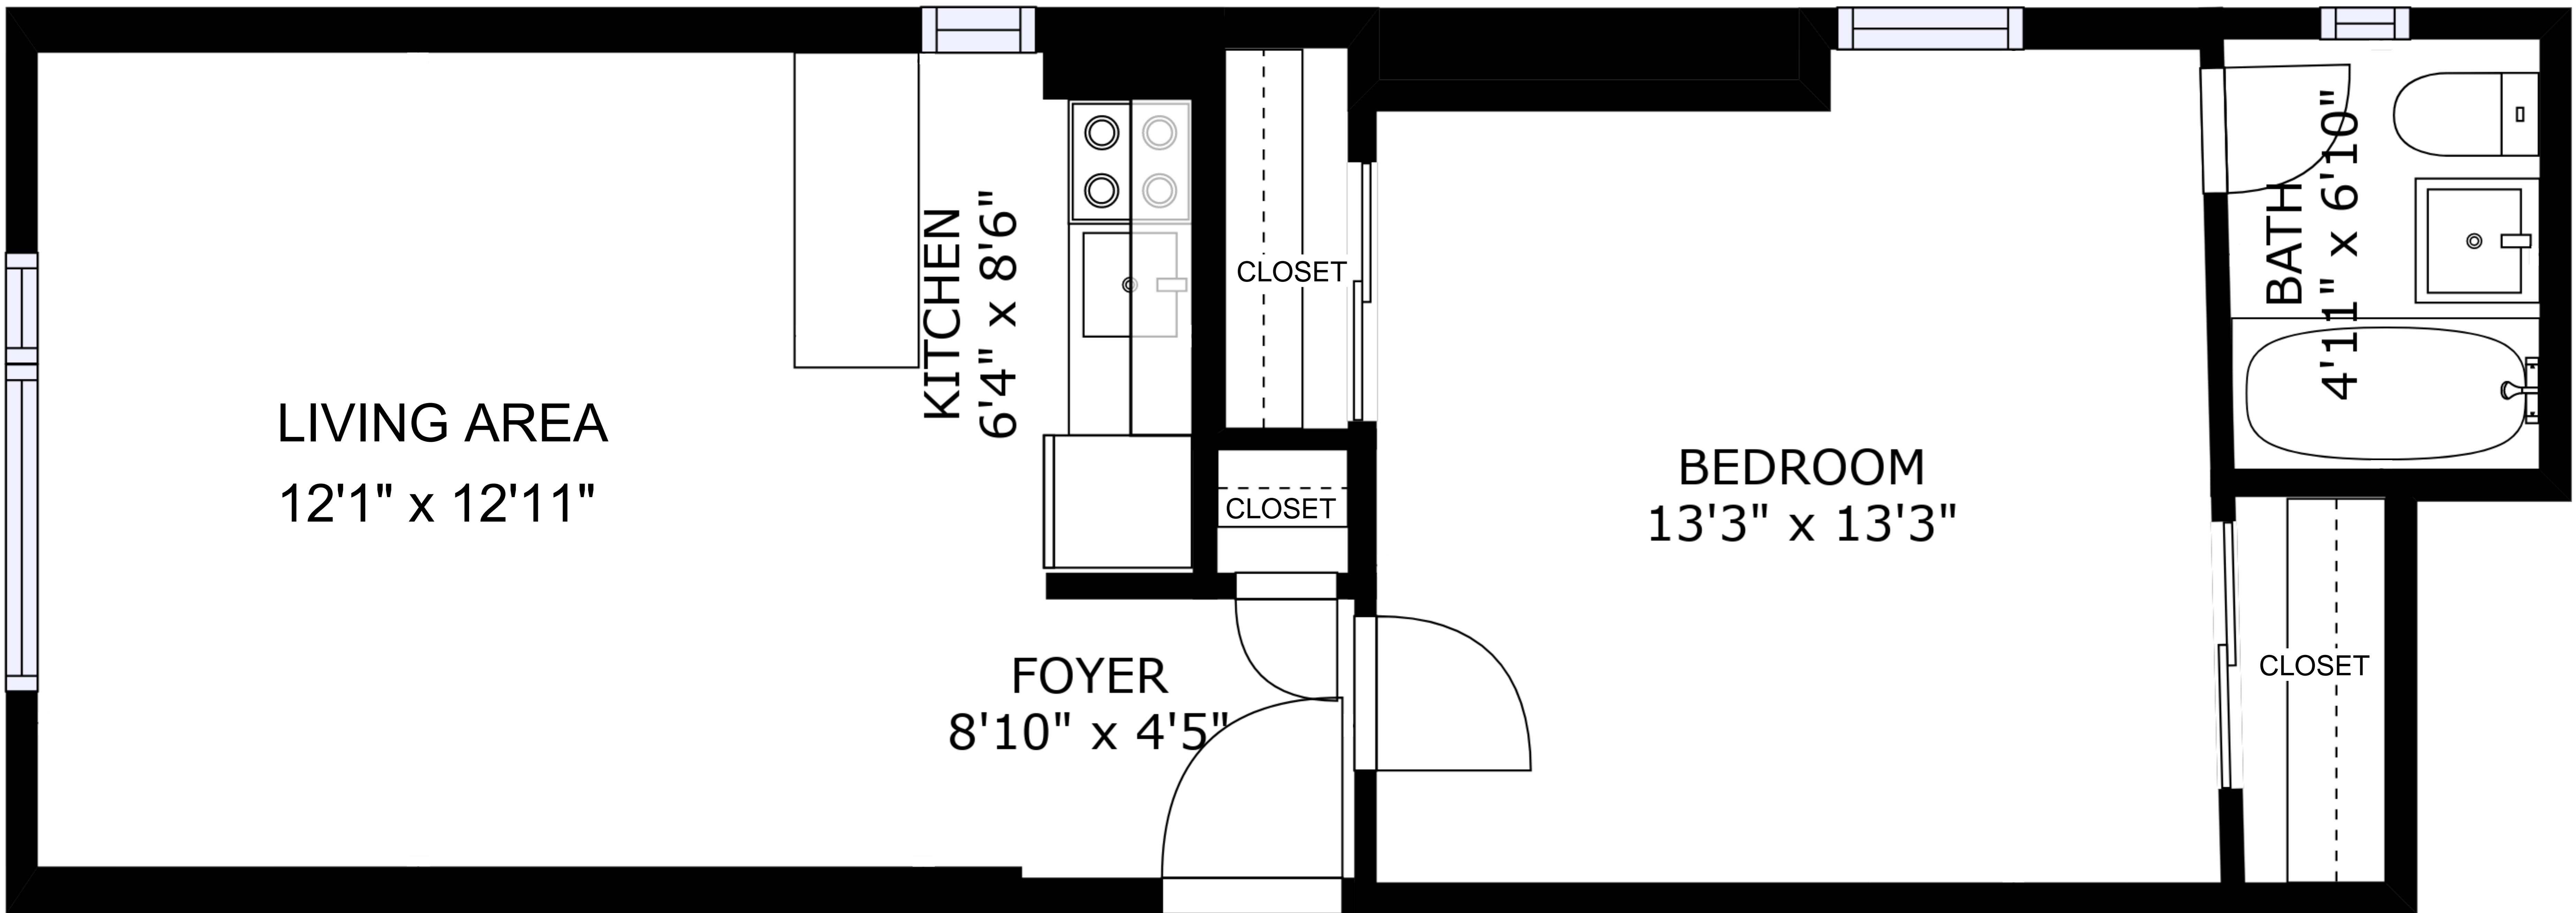 LIVING AREA
12'1" x 12'11"
KITCHEN
6'4" x 8'6"
CLOSET
CLOSET
FOYER
8'10" x 4'5"
BEDROOM
13'3" x 13'3"
BATH
4'11" x 6'10"
CLOSET